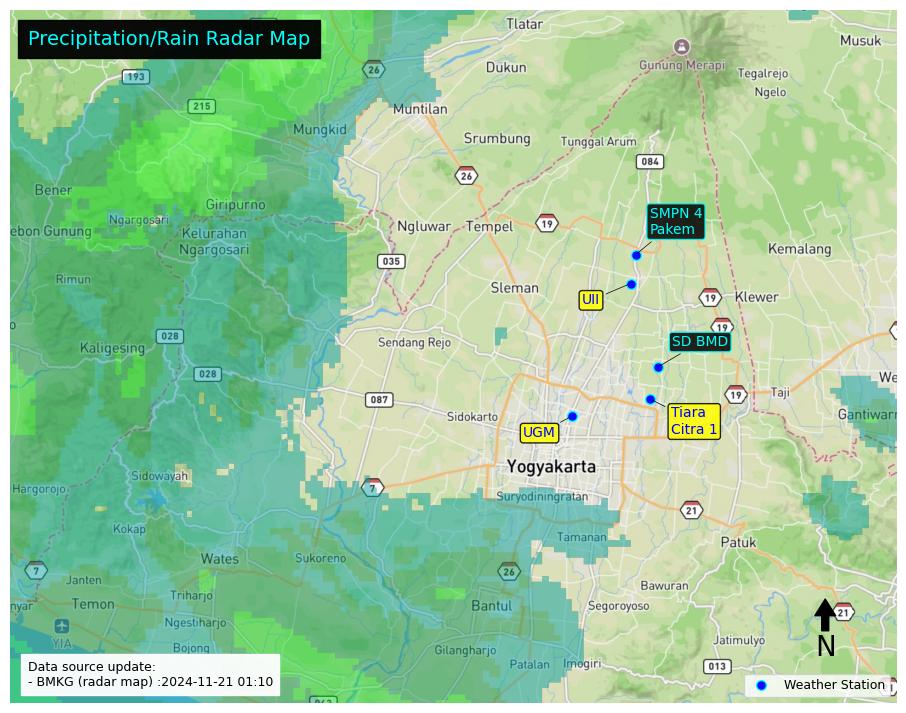 Precipitation/Rain Radar Map
Tlatar
Musuk
Gunung Merapi
Dukun
Tegalrejo
Ngelo
26
193
215
Muntilan
Mungkid
Srumbung
Tunggal Arum
084
26
Bener
Giripurno
Ngargosari
ebon Gunung
Kelurahan
Ngargosari
Ngluwar
Tempel
19
SMPN 4
Pakem
Kemalang
035
Rimun
Sleman
UII
19
Klewer
19
028
Kaligesing
Sendang Rejo
SD BMD
028
087
19
Taji
We
Sidokarto
Tiara
Citra 1
Gantiwarn
UGM
Yogyakarta
Sidowayah
Hargorojo
7
Suryodiningratan
21
Kokap
Tamanan
Patuk
Wates
Sukoreno
7
26
Janten
Bawuran
nyar
Temon
Triharjo
Bantul
Segoroyoso
21
Ngestiharjo
YIA
Bojong
Gilangharjo
Jatimulyo
N
Patalan
Imogiri
013
Data source update:
- BMKG (radar map) :2024-11-21 01:10
Weather Station